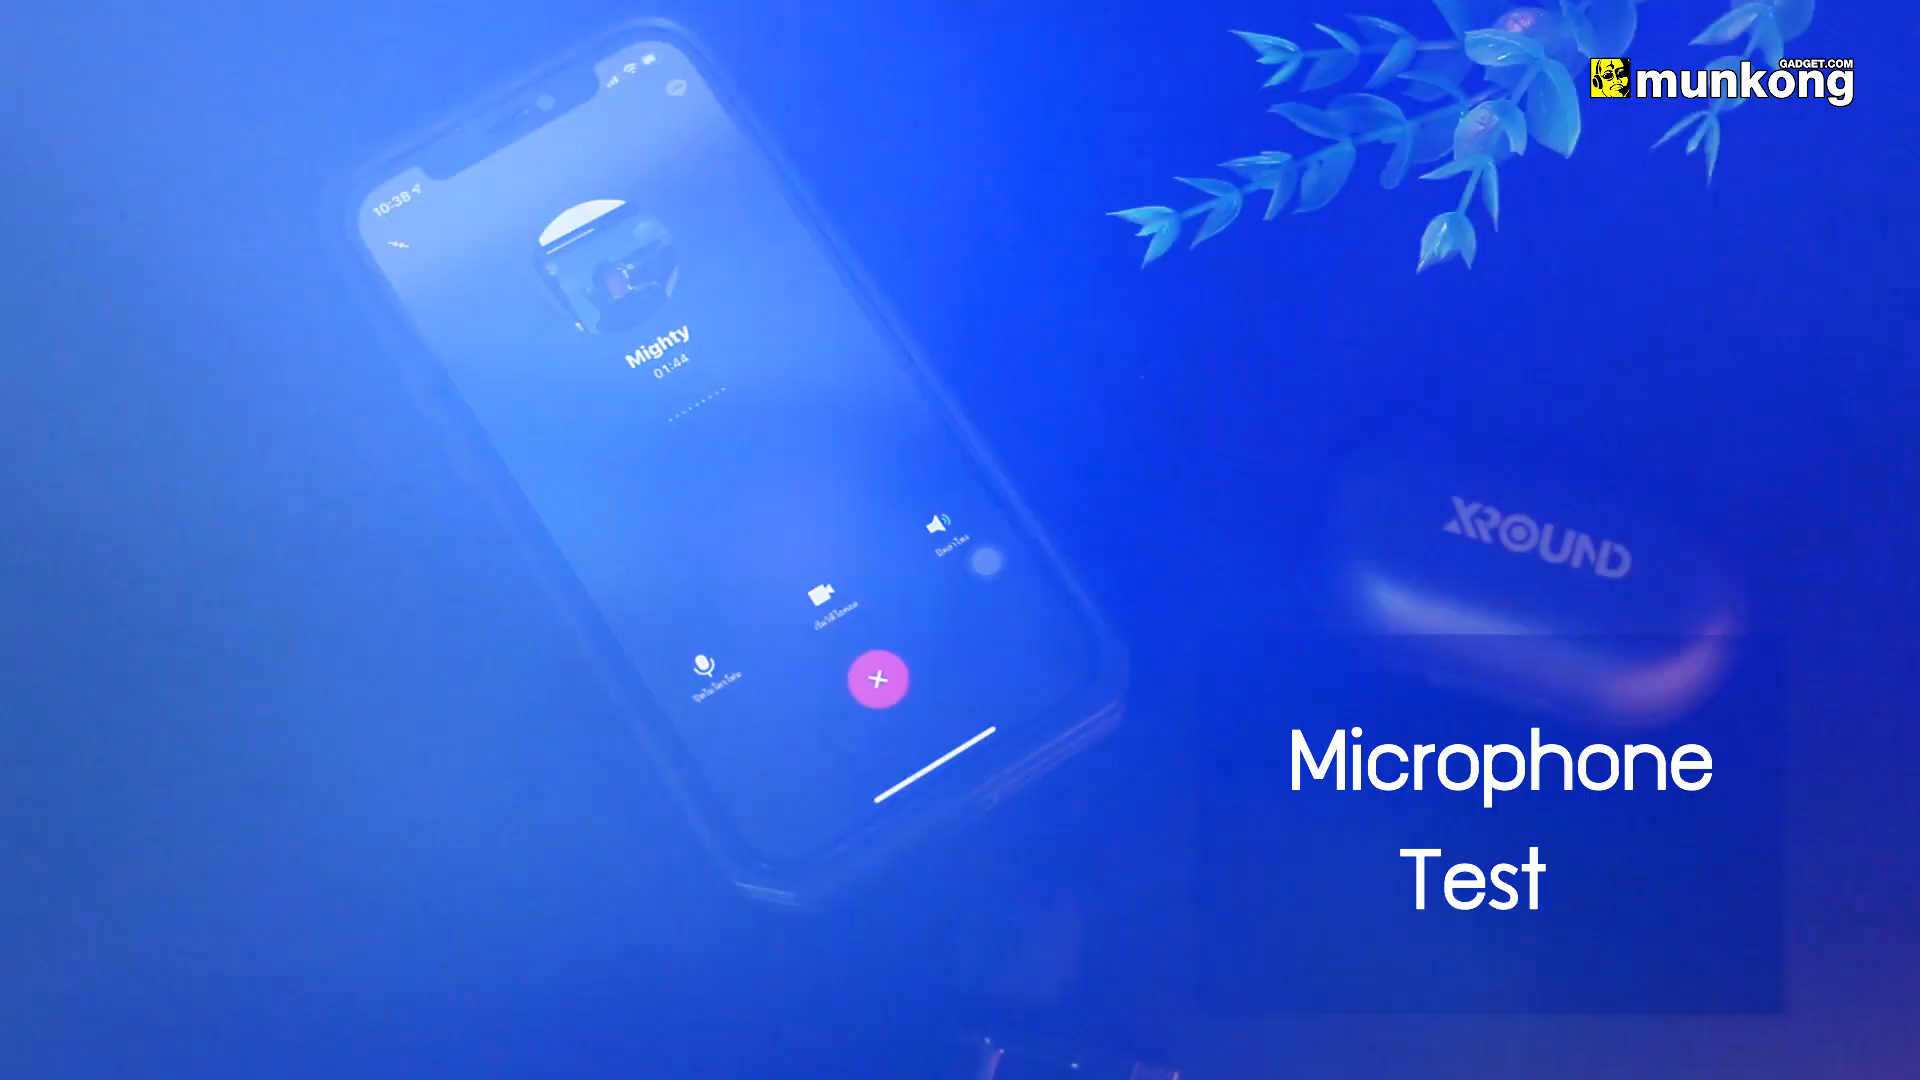 GADGET.COM
munkong
10:38
Mighty
01:44
XROUND
Microphone
Test